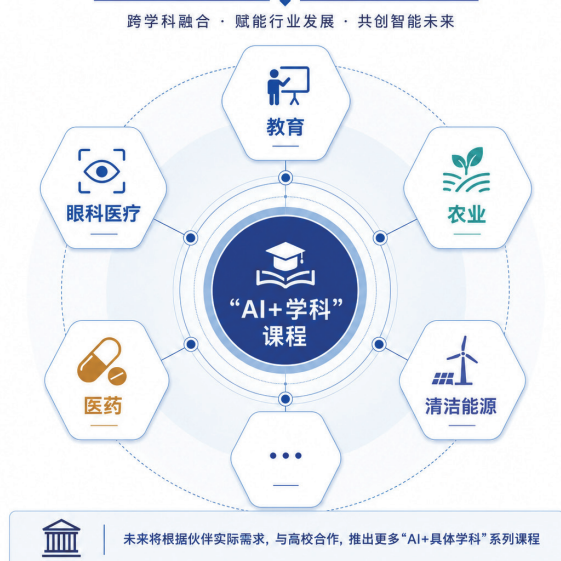 跨学科融合 · 赋能行业发展 · 共创智能未来
教育
眼科医疗
农业
“AI+学科”
课程
医药
清洁能源
...
未来将根据伙伴实际需求, 与高校合作, 推出更多“AI+具体学科”系列课程